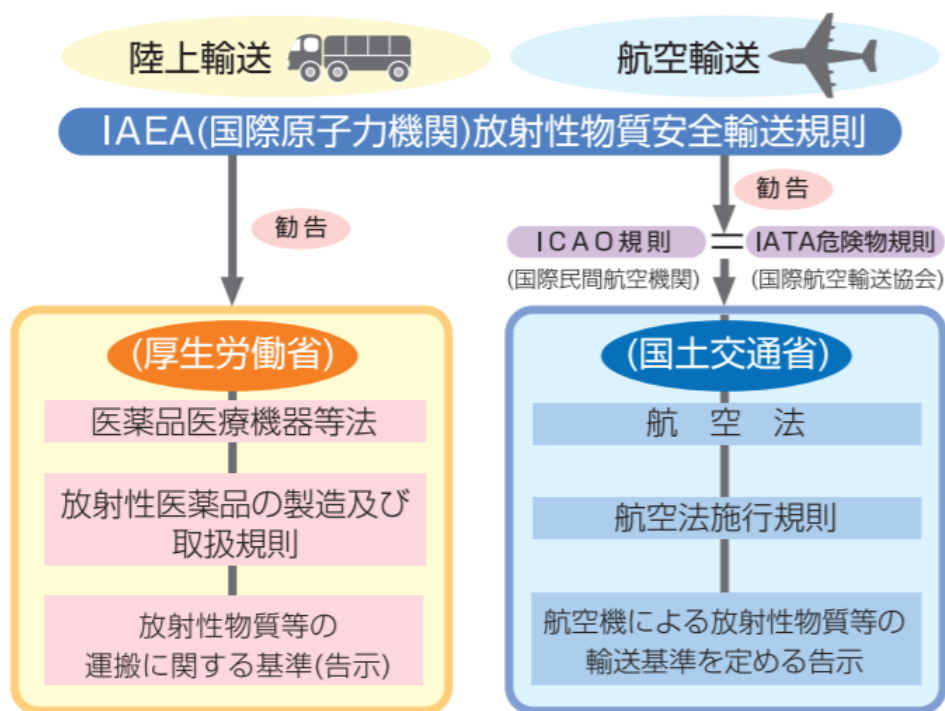 陸上輸送
航空輸送
IAEA(国際原子力機関)放射性物質安全輸送規則
勧告
勧告
ICAO規則
IATA危険物規則
(国際民間航空機関)
(国際航空輸送協会)
(厚生労働省)
医薬品医療機器等法
放射性医薬品の製造及び
取扱規則
放射性物質等の
運搬に関する基準(告示)
(国土交通省)
航空法
航空法施行規則
航空機による放射性物質等の
輸送基準を定める告示